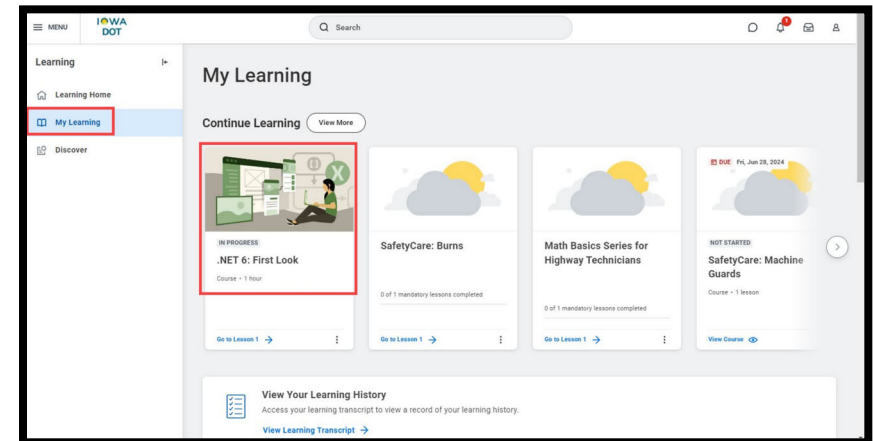 MENU
IOWA
DOT
Search
1
Learning
Learning Home
My Learning
Discover
My Learning
Continue Learning
View More
IN PROGRESS
.NET 6: First Look
Course • 1 hour
Go to Lesson 1
SafetyCare: Burns
0 of 1 mandatory lessons completed
Go to Lesson 1
Math Basics Series for
Highway Technicians
0 of 1 mandatory lessons completed
Go to Lesson 1
DUE Fri, Jun 28, 2024
NOT STARTED
SafetyCare: Machine
Guards
Course • 1 lesson
View Course
View Your Learning History
Access your learning transcript to view a record of your learning history.
View Learning Transcript